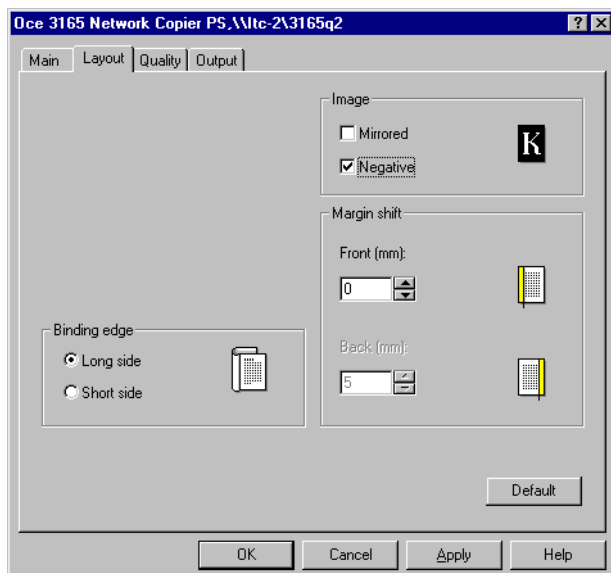 Oce 3165 Network Copier PS,\\ltc-2\3165q2
Main Layout Quality Output
Image
Mirrored
Negative
K
Margin shift
Front (mm):
0
Back (mm):
5
Binding edge
Long side
Short side
Default
OK Cancel Apply Help